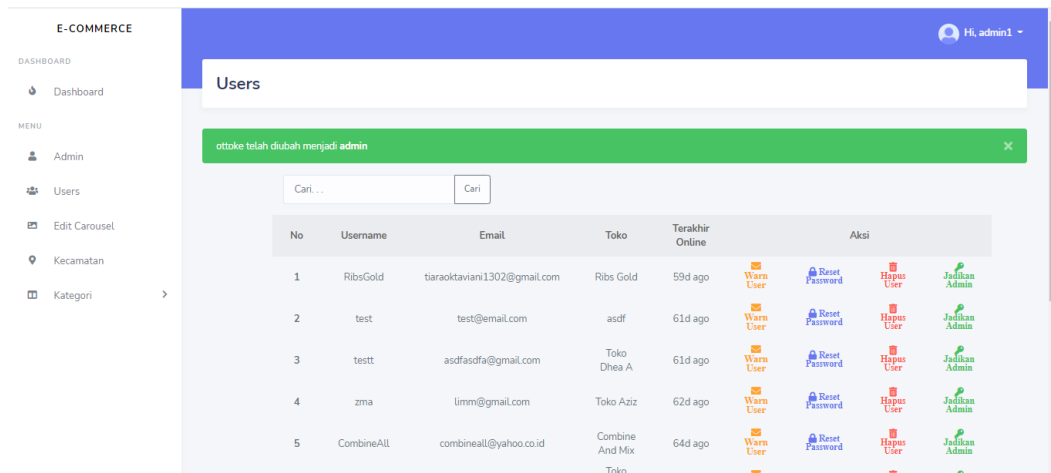 E-COMMERCE
Hi, admin1
DASHBOARD
Dashboard
MENU
Admin
Users
Edit Carousel
Kecamatan
Kategori
Users
ottoke telah diubah menjadi admin ×
Cari. . . Cari
No Username Email Toko Terakhir Online Aksi
1 RibsGold tiaraoktaviani1302@gmail.com Ribs Gold 59d ago Warn User Reset Password Hapus User Jadikan Admin
2 test test@email.com asdf 61d ago Warn User Reset Password Hapus User Jadikan Admin
3 testt asdfasdfa@gmail.com Toko Dhea A 61d ago Warn User Reset Password Hapus User Jadikan Admin
4 zma limm@gmail.com Toko Aziz 62d ago Warn User Reset Password Hapus User Jadikan Admin
5 CombineAll combineall@yahoo.co.id Combine And Mix 64d ago Warn User Reset Password Hapus User Jadikan Admin
Toko